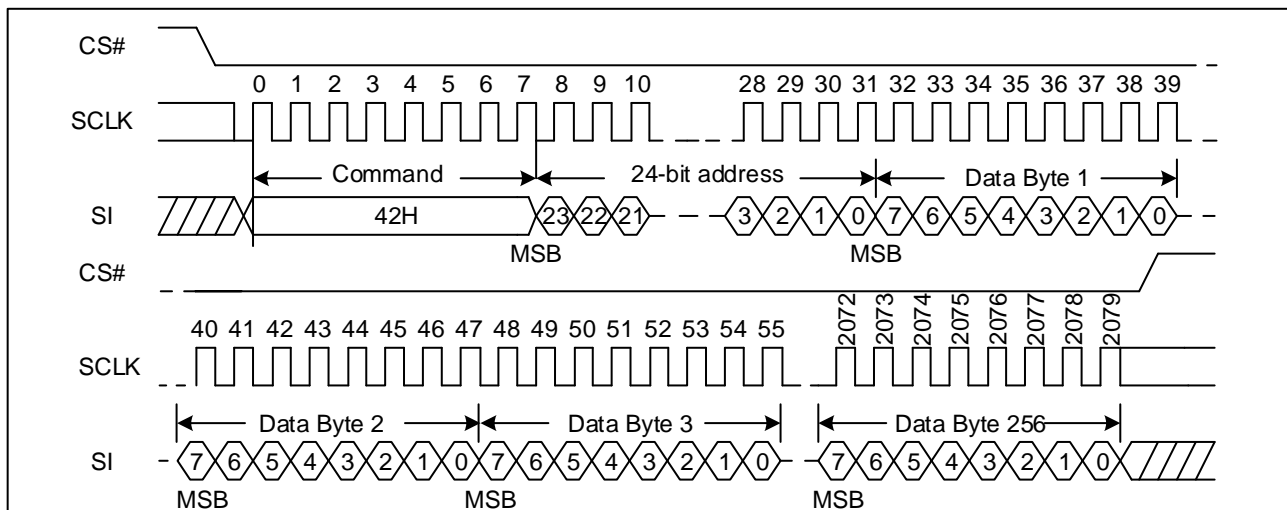 CS#
0 1 2 3 4 5 6 7 8 9 10 28 29 30 31 32 33 34 35 36 37 38 39
SCLK
Command 24-bit address Data Byte 1
SI 42H 23 22 21 3 2 1 0 7 6 5 4 3 2 1 0
MSB MSB
CS#
40 41 42 43 44 45 46 47 48 49 50 51 52 53 54 55 2072 2073 2074 2075 2076 2077 2078 2079
SCLK
Data Byte 2 Data Byte 3 Data Byte 256
SI 7 6 5 4 3 2 1 0 7 6 5 4 3 2 1 0 7 6 5 4 3 2 1 0
MSB MSB MSB